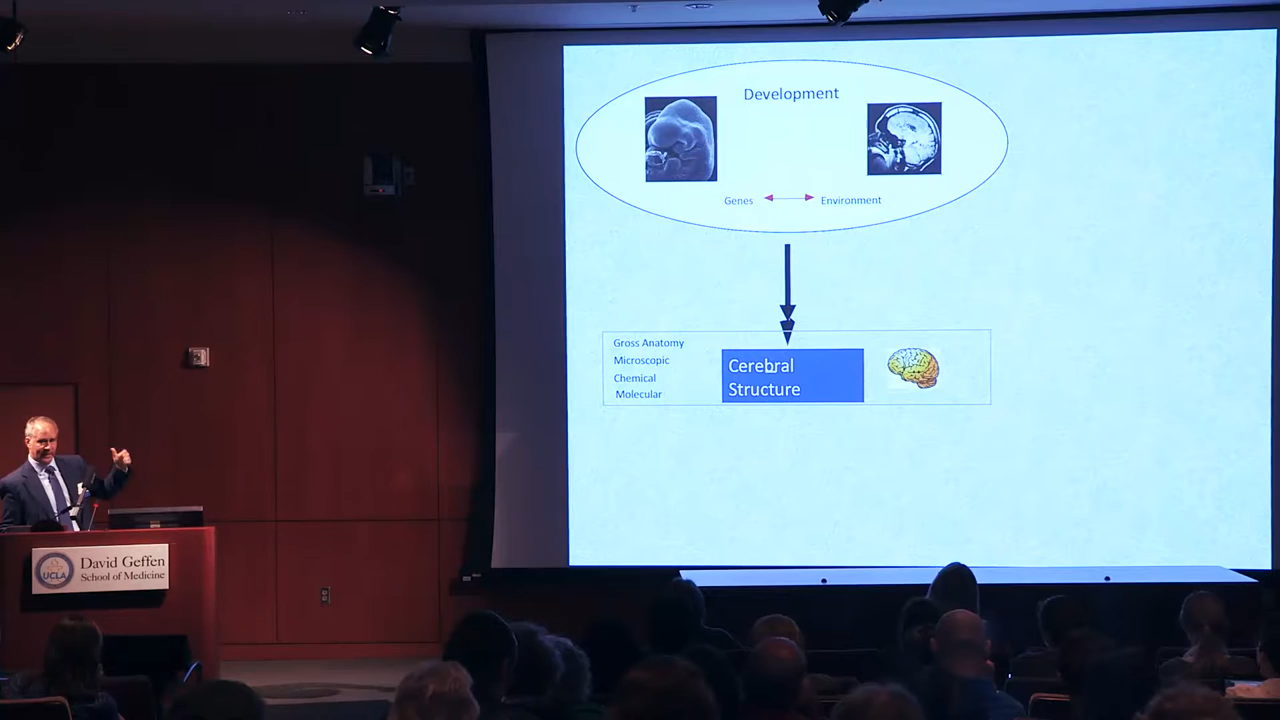 Development
Genes Environment
Gross Anatomy
Microscopic
Chemical
Molecular
Cerebral
Structure
UCLA
David Geffen
School of Medicine